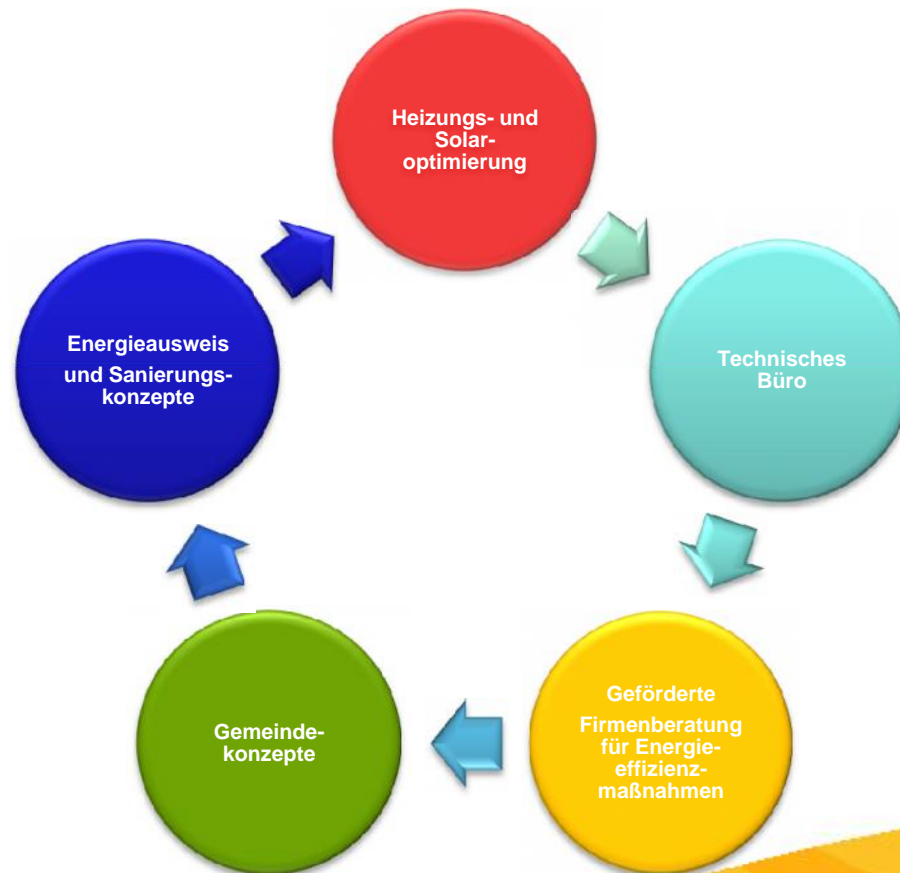 Heizungs- und
Solar-
optimierung
Technisches
Büro
Geförderte
Firmenberatung
für Energie-
effizienz-
maßnahmen
Gemeinde-
konzepte
Energieausweis
und Sanierungs-
konzepte